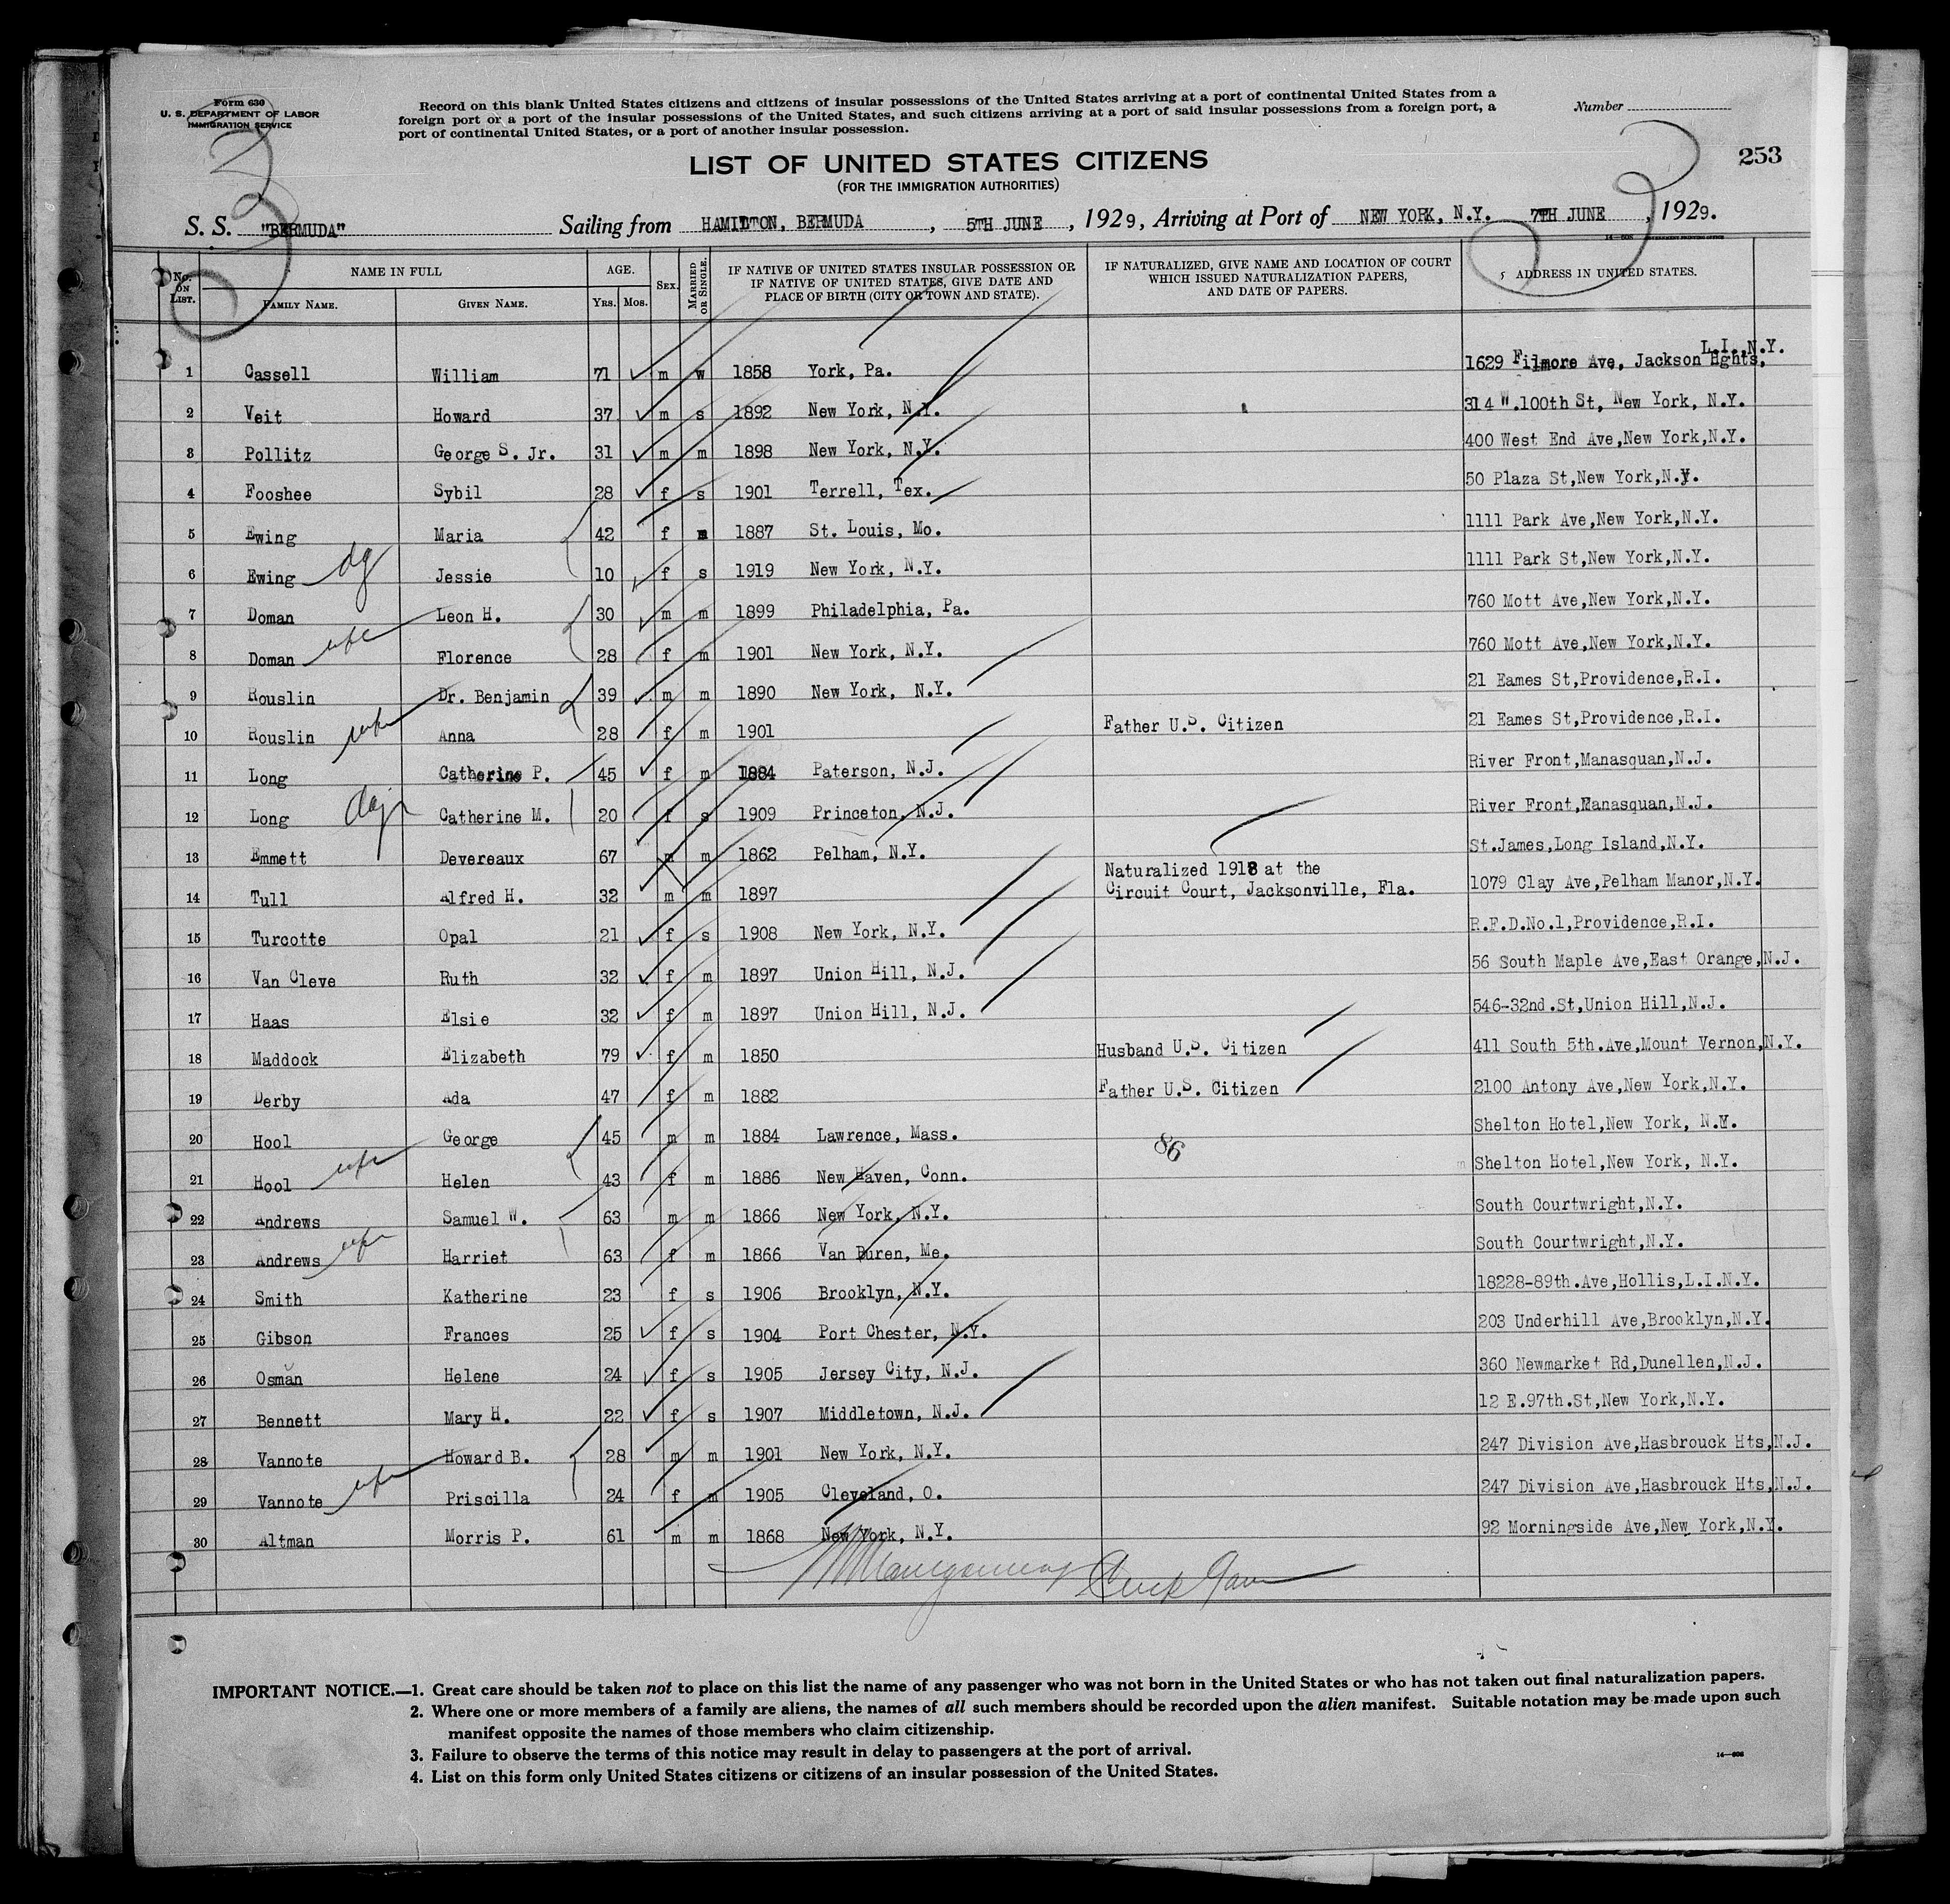 Form 630
U. S. DEPARTMENT OF LABOR
IMMIGRATION SERVICE
Record on this blank United States citizens and citizens of insular possessions of the United States arriving at a port of continental United States from a
foreign port or a port of the insular possessions of the United States, and such citizens arriving at a port of said insular possessions from a foreign port, a
port of continental United States, or a port of another insular possession.
Number
LIST OF UNITED STATES CITIZENS
(FOR THE IMMIGRATION AUTHORITIES)
253
3 3
S. S. "BERMUDA" Sailing from HAMILTON, BERMUDA, 5TH JUNE, 1929, Arriving at Port of NEW YORK, N.Y. 7TH JUNE, 1929.
No. ON LIST. NAME IN FULL FAMILY NAME. GIVEN NAME. AGE. Yrs. Mos. SEX. MARRIED OR SINGLE. IF NATIVE OF UNITED STATES INSULAR POSSESSION OR IF NATIVE OF UNITED STATES, GIVE DATE AND PLACE OF BIRTH (CITY OR TOWN AND STATE). IF NATURALIZED, GIVE NAME AND LOCATION OF COURT WHICH ISSUED NATURALIZATION PAPERS, AND DATE OF PAPERS. ADDRESS IN UNITED STATES.
L.I.,N.Y.
1 Cassell William 71 m w 1858 York, Pa. 1629 Filmore Ave, Jackson Hghts,
2 Veit Howard 37 m s 1892 New York, N.Y. 314 W.100th St, New York, N.Y.
3 Pollitz George S. Jr. 31 m m 1898 New York, N.Y. 400 West End Ave,New York,N.Y.
4 Fooshee Sybil 28 f s 1901 Terrell, Tex. 50 Plaza St,New York,N.Y.
5 Ewing Maria 42 f m 1887 St. Louis, Mo. 1111 Park Ave,New York,N.Y.
6 Ewing dg Jessie 10 f s 1919 New York, N.Y. 1111 Park St,New York,N.Y.
7 Doman Leon H. 30 m m 1899 Philadelphia, Pa. 760 Mott Ave,New York,N.Y.
8 Doman wfe Florence 28 f m 1901 New York, N.Y. 760 Mott Ave,New York,N.Y.
9 Rouslin Dr. Benjamin 39 m m 1890 New York, N.Y. 21 Eames St,Providence,R.I.
10 Rouslin wfe Anna 28 f m 1901 Father U.S. Citizen 21 Eames St,Providence,R.I.
11 Long Catherine P. 45 f m 1884 Paterson, N.J. River Front,Manasquan,N.J.
12 Long Catherine M. 20 f s 1909 Princeton, N.J. River Front,Manasquan,N.J.
13 Emmett Devereaux 67 m m 1862 Pelham, N.Y. St.James,Long Island,N.Y.
Naturalized 1918 at the
14 Tull Alfred H. 32 m m 1897 Circuit Court, Jacksonville, Fla. 1079 Clay Ave,Pelham Manor,N.Y.
15 Turcotte Opal 21 f s 1908 New York, N.Y. R.F.D.No.1,Providence,R.I.
16 Van Cleve Ruth 32 f m 1897 Union Hill, N.J. 56 South Maple Ave,East Orange,N.J.
17 Haas Elsie 32 f m 1897 Union Hill, N.J. 546-32nd.St,Union Hill,N.J.
18 Maddock Elizabeth 79 f m 1850 Husband U.S. Citizen 411 South 5th.Ave,Mount Vernon,N.Y.
19 Derby Ada 47 f m 1882 Father U.S. Citizen 2100 Antony Ave,New York,N.Y.
20 Hool George 45 m m 1884 Lawrence, Mass. 86 Shelton Hotel,New York, N.Y.
21 Hool wfe Helen 43 f m 1886 New Haven, Conn. Shelton Hotel,New York, N.Y.
22 Andrews Samuel W. 63 m m 1866 New York, N.Y. South Courtwright,N.Y.
23 Andrews wfe Harriet 63 f m 1866 Van Buren, Me. South Courtwright,N.Y.
24 Smith Katherine 23 f s 1906 Brooklyn, N.Y. 18228-89th.Ave,Hollis,L.I.N.Y.
25 Gibson Frances 25 f s 1904 Port Chester, N.Y. 203 Underhill Ave,Brooklyn,N.Y.
26 Osman Helene 24 f s 1905 Jersey City, N.J. 360 Newmarket Rd,Dunellen,N.J.
27 Bennett Mary H. 22 f s 1907 Middletown, N.J. 12 E.97th.St,New York,N.Y.
28 Vannote Howard B. 28 m m 1901 New York, N.Y. 247 Division Ave,Hasbrouck Hts,N.J.
29 Vannote wfe Priscilla 24 f m 1905 Cleveland, O. 247 Division Ave,Hasbrouck Hts,N.J.
30 Altman Morris P. 61 m m 1868 New York, N.Y. 92 Morningside Ave,New York,N.Y.
Montgomery
IMPORTANT NOTICE.—1. Great care should be taken not to place on this list the name of any passenger who was not born in the United States or who has not taken out final naturalization papers.
2. Where one or more members of a family are aliens, the names of all such members should be recorded upon the alien manifest. Suitable notation may be made upon such
manifest opposite the names of those members who claim citizenship.
3. Failure to observe the terms of this notice may result in delay to passengers at the port of arrival.
4. List on this form only United States citizens or citizens of an insular possession of the United States.